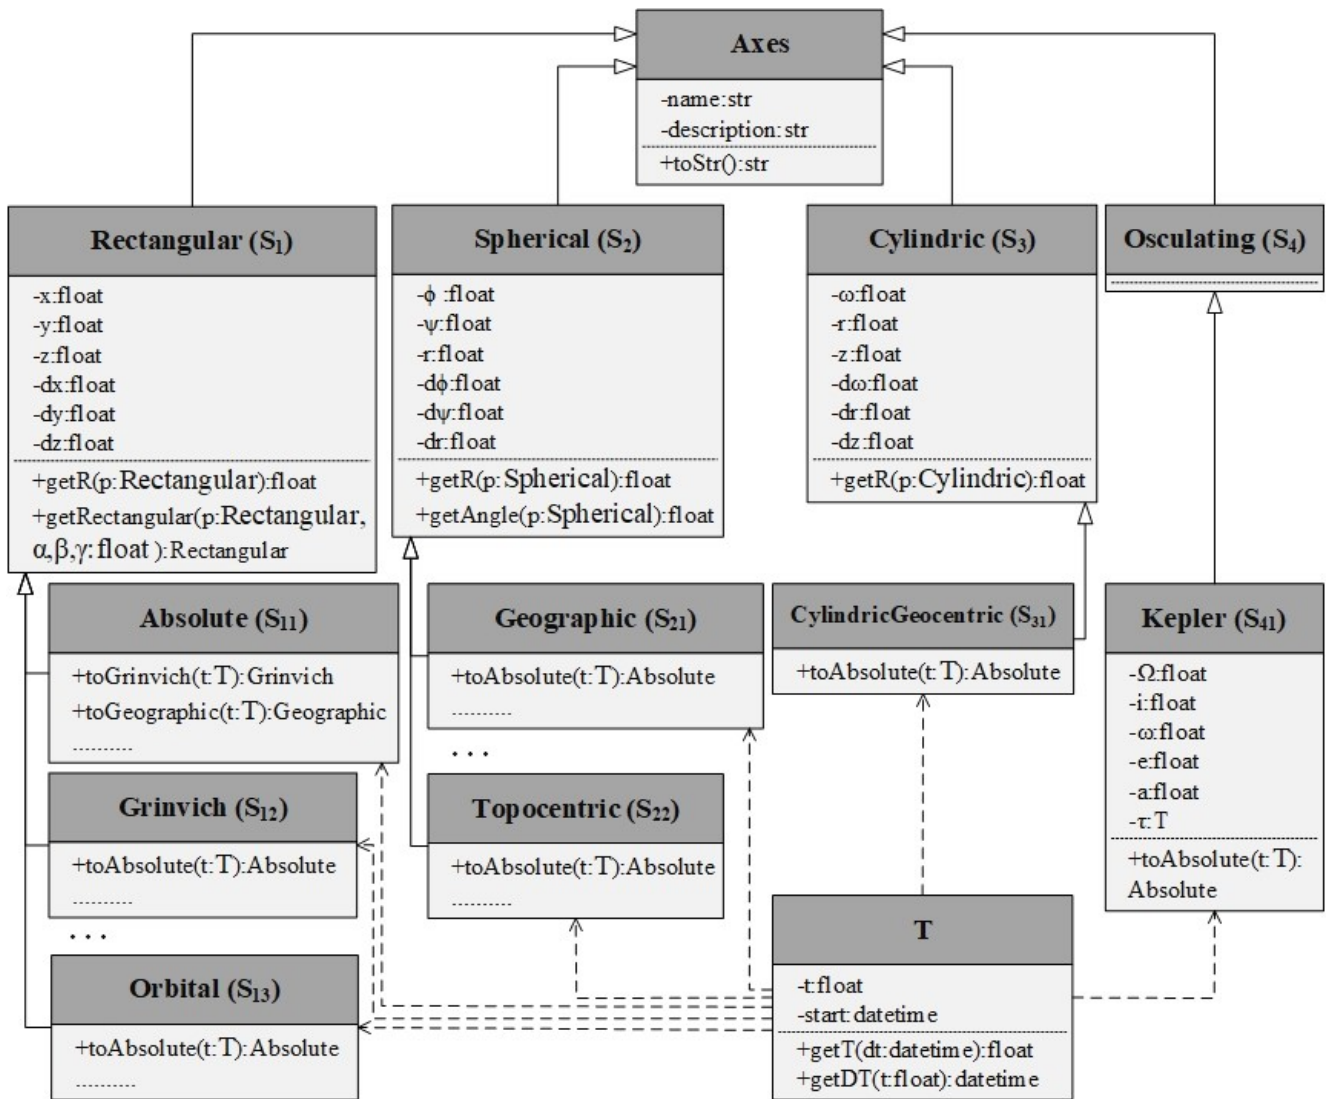 Axes
-name:str
-description:str
+toStr():str
Rectangular (S₁)
-x:float
-y:float
-z:float
-dx:float
-dy:float
-dz:float
+getR(p:Rectangular):float
+getRectangular(p:Rectangular,
α,β,γ:float ):Rectangular
Spherical (S₂)
-ϕ :float
-ψ:float
-r:float
-dϕ:float
-dψ:float
-dr:float
+getR(p:Spherical):float
+getAngle(p:Spherical):float
Cylindric (S₃)
-ω:float
-r:float
-z:float
-dω:float
-dr:float
-dz:float
+getR(p:Cylindric):float
Osculating (S₄)
Absolute (S₁₁)
+toGrinvich(t:T):Grinvich
+toGeographic(t:T):Geographic
..........
Geographic (S₂₁)
+toAbsolute(t:T):Absolute
..........
CylindricGeocentric (S₃₁)
+toAbsolute(t:T):Absolute
Kepler (S₄₁)
-Ω:float
-i:float
-ω:float
-e:float
-a:float
-τ:T
+toAbsolute(t:T):
Absolute
. . .
Grinvich (S₁₂)
+toAbsolute(t:T):Absolute
..........
. . .
Topocentric (S₂₂)
+toAbsolute(t:T):Absolute
..........
Orbital (S₁₃)
+toAbsolute(t:T):Absolute
..........
T
-t:float
-start:datetime
+getT(dt:datetime):float
+getDT(t:float):datetime